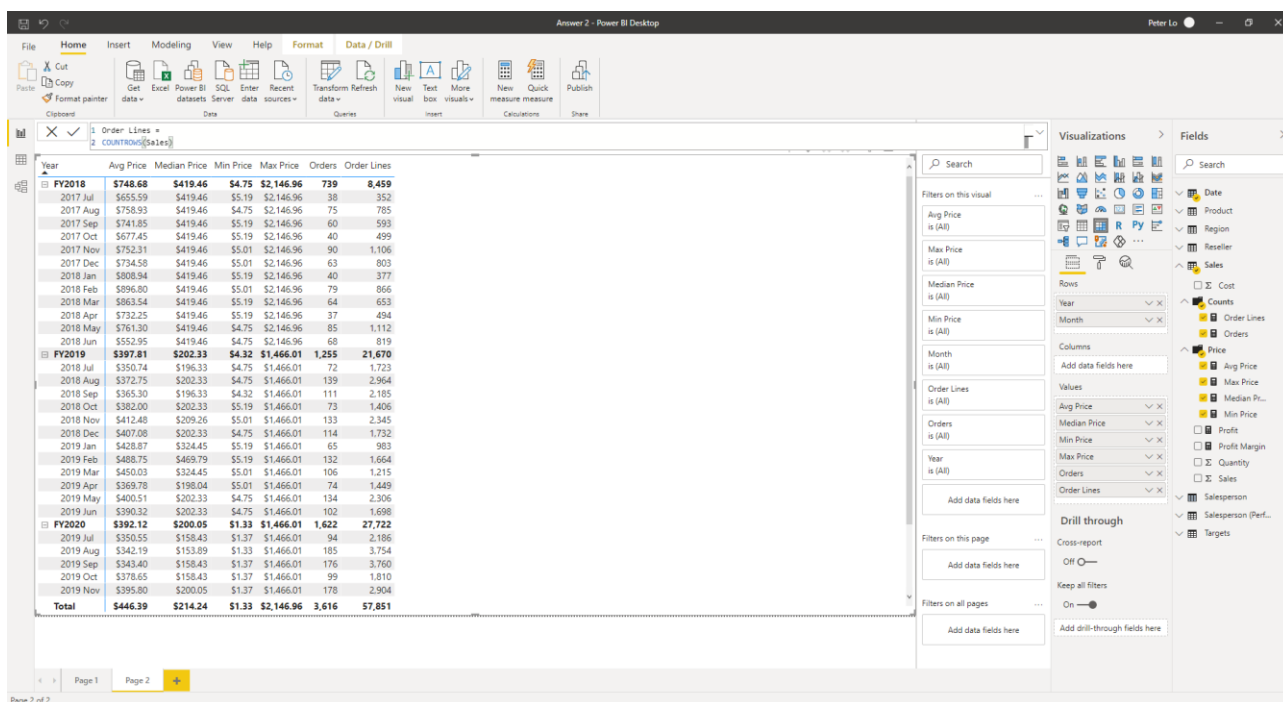 Answer 2 - Power BI Desktop
Peter Lo
File Home Insert Modeling View Help Format Data / Drill
Paste
Cut
Copy
Format painter
Get data
Excel
Power BI datasets
SQL Server
Enter data
Recent sources
Transform data
Refresh
New visual
Text box
More visuals
New measure
Quick measure
Publish
Clipboard Data Queries Insert Calculations Share
1 Order Lines =
2 COUNTROWS(Sales)
Year Avg Price Median Price Min Price Max Price Orders Order Lines
FY2018 $748.68 $419.46 $4.75 $2,146.96 739 8,459
2017 Jul $655.59 $419.46 $5.19 $2,146.96 38 352
2017 Aug $758.93 $419.46 $4.75 $2,146.96 75 785
2017 Sep $741.85 $419.46 $5.19 $2,146.96 60 593
2017 Oct $677.45 $419.46 $5.19 $2,146.96 40 499
2017 Nov $752.31 $419.46 $5.01 $2,146.96 90 1,106
2017 Dec $734.58 $419.46 $5.01 $2,146.96 63 803
2018 Jan $808.94 $419.46 $5.19 $2,146.96 40 377
2018 Feb $896.80 $419.46 $5.01 $2,146.96 79 866
2018 Mar $863.54 $419.46 $5.19 $2,146.96 64 653
2018 Apr $732.25 $419.46 $5.19 $2,146.96 37 494
2018 May $761.30 $419.46 $4.75 $2,146.96 85 1,112
2018 Jun $552.95 $419.46 $4.75 $2,146.96 68 819
FY2019 $397.81 $202.33 $4.32 $1,466.01 1,255 21,670
2018 Jul $350.74 $196.33 $4.75 $1,466.01 72 1,723
2018 Aug $372.75 $202.33 $4.75 $1,466.01 139 2,964
2018 Sep $365.30 $196.33 $4.32 $1,466.01 111 2,185
2018 Oct $382.00 $202.33 $5.19 $1,466.01 73 1,406
2018 Nov $412.48 $209.26 $5.01 $1,466.01 133 2,345
2018 Dec $407.08 $202.33 $4.75 $1,466.01 114 1,732
2019 Jan $428.87 $324.45 $5.19 $1,466.01 65 983
2019 Feb $488.75 $469.79 $5.19 $1,466.01 132 1,664
2019 Mar $450.03 $324.45 $5.01 $1,466.01 106 1,215
2019 Apr $369.78 $198.04 $5.01 $1,466.01 74 1,449
2019 May $400.51 $202.33 $4.75 $1,466.01 134 2,306
2019 Jun $390.32 $202.33 $4.75 $1,466.01 102 1,698
FY2020 $392.12 $200.05 $1.33 $1,466.01 1,622 27,722
2019 Jul $350.55 $158.43 $1.37 $1,466.01 94 2,186
2019 Aug $342.19 $153.89 $1.33 $1,466.01 185 3,754
2019 Sep $343.40 $158.43 $1.37 $1,466.01 176 3,760
2019 Oct $378.65 $158.43 $1.37 $1,466.01 99 1,810
2019 Nov $395.80 $200.05 $1.37 $1,466.01 178 2,904
Total $446.39 $214.24 $1.33 $2,146.96 3,616 57,851
Search
Filters on this visual ...
Avg Price
is (All)
Max Price
is (All)
Median Price
is (All)
Min Price
is (All)
Month
is (All)
Order Lines
is (All)
Orders
is (All)
Year
is (All)
Add data fields here
Filters on this page ...
Add data fields here
Filters on all pages ...
Add data fields here
Visualizations
R Py
Rows
Year
Month
Columns
Add data fields here
Values
Avg Price
Median Price
Min Price
Max Price
Orders
Order Lines
Drill through
Cross-report
Off
Keep all filters
On
Add drill-through fields here
Fields
Search
Date
Product
Region
Reseller
Sales
Σ Cost
Counts
Order Lines
Orders
Price
Avg Price
Max Price
Median Pr...
Min Price
Profit
Profit Margin
Σ Quantity
Σ Sales
Salesperson
Salesperson (Perf...
Targets
Page 1 Page 2 +
Page 2 of 2